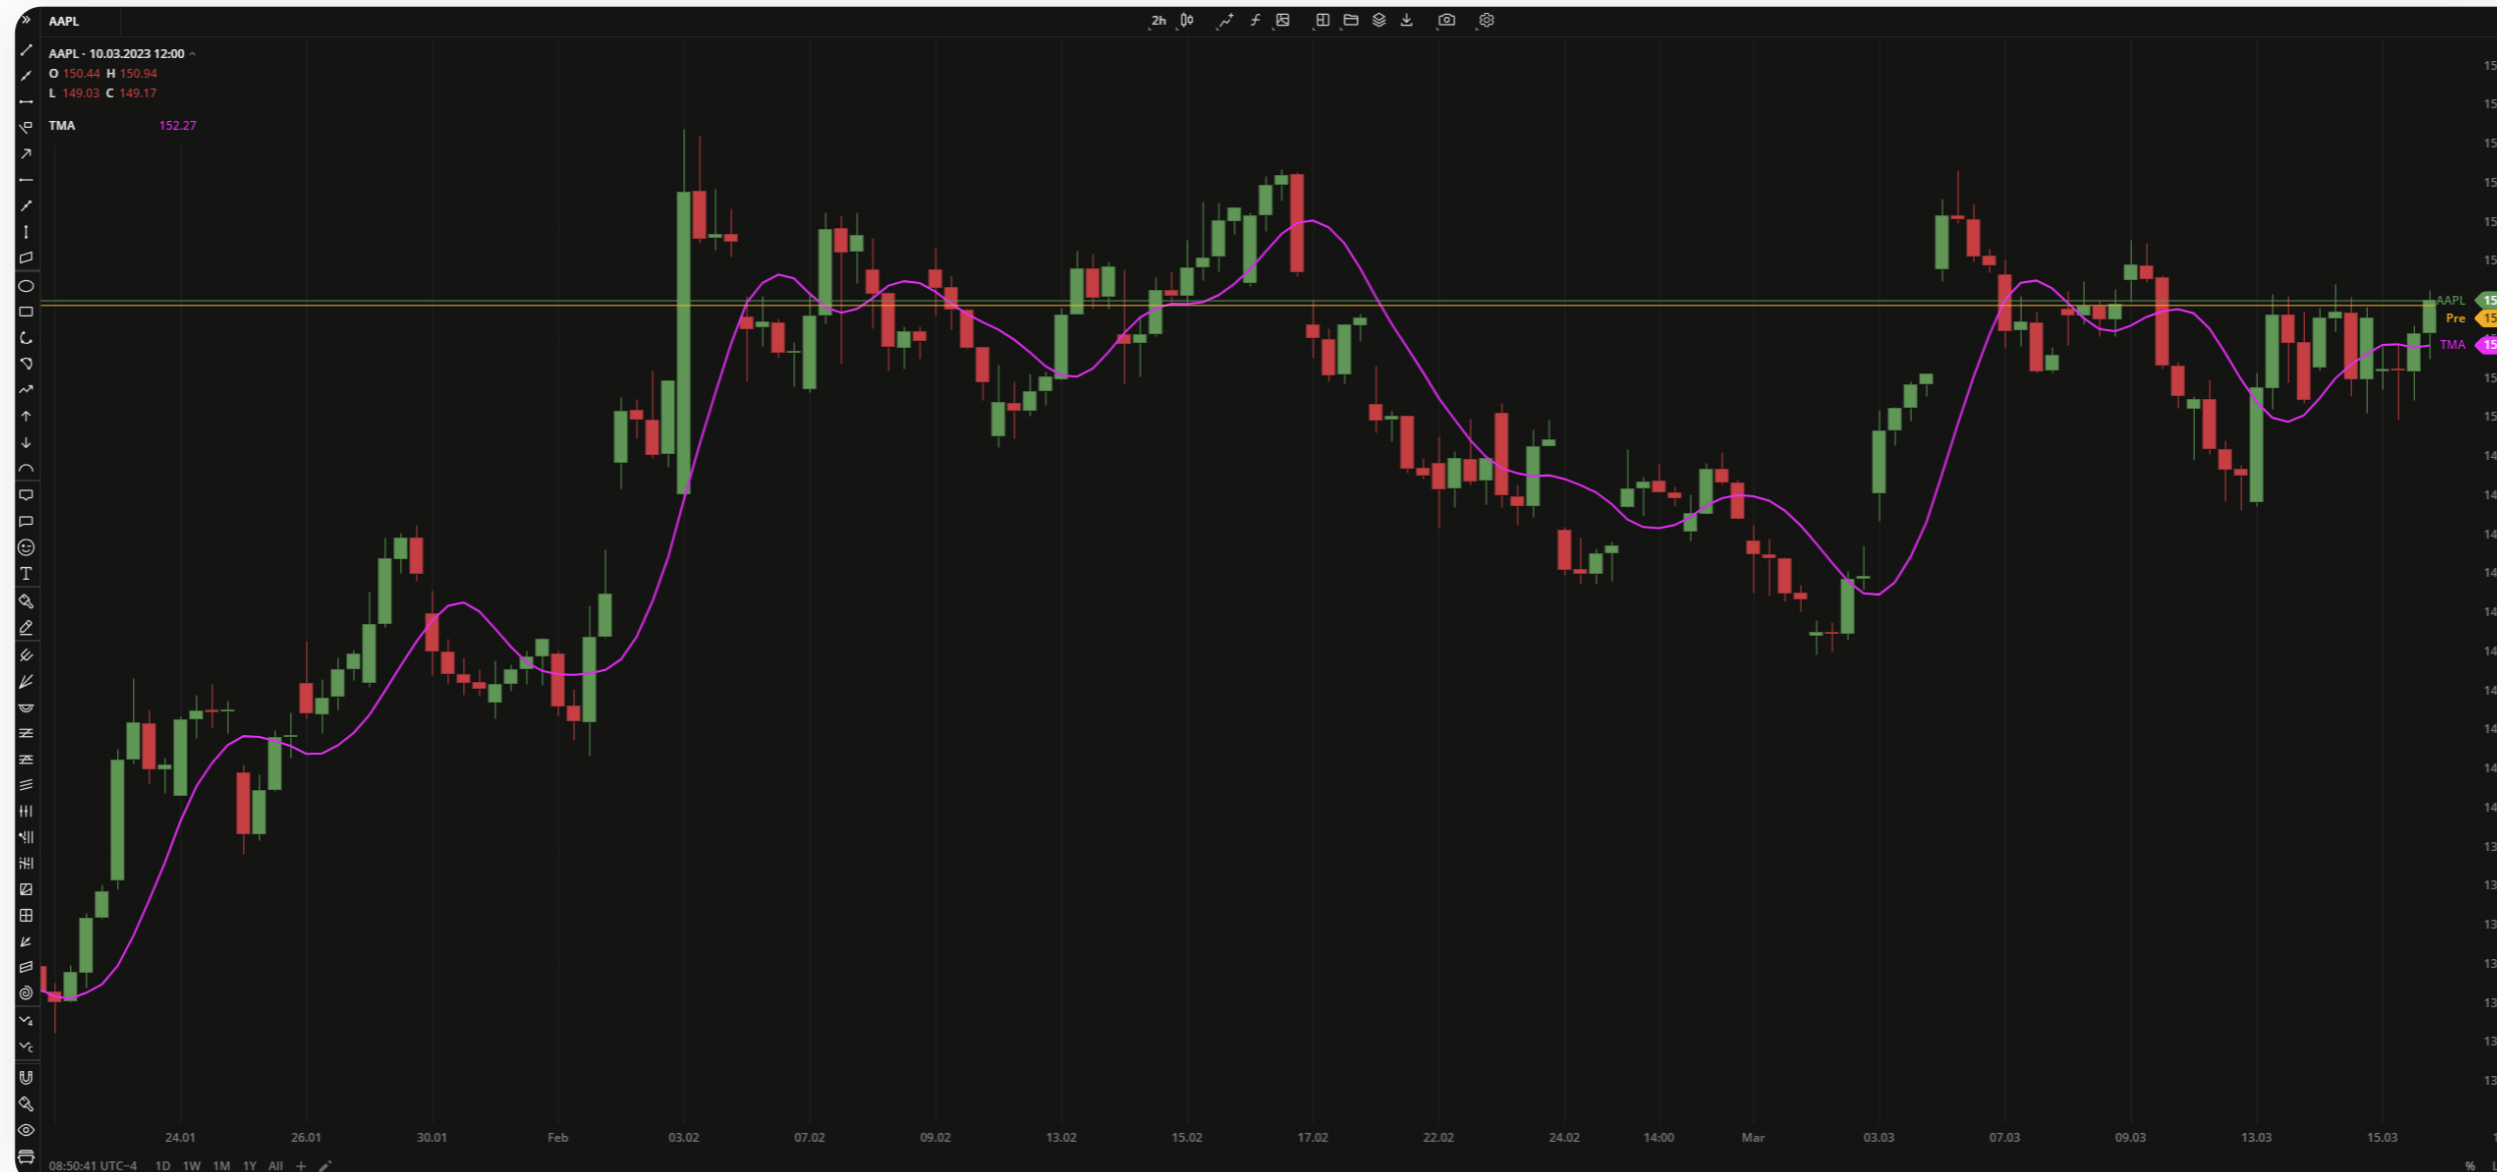 AAPL
2h
AAPL - 10.03.2023 12:00
O 150.44 H 150.94
L 149.03 C 149.17
TMA 152.27
AAPL
Pre
TMA
24.01 26.01 30.01 Feb 03.02 07.02 09.02 13.02 15.02 17.02 22.02 24.02 14:00 Mar 03.03 07.03 09.03 13.03 15.03
08:50:41 UTC-4 1D 1W 1M 1Y All %